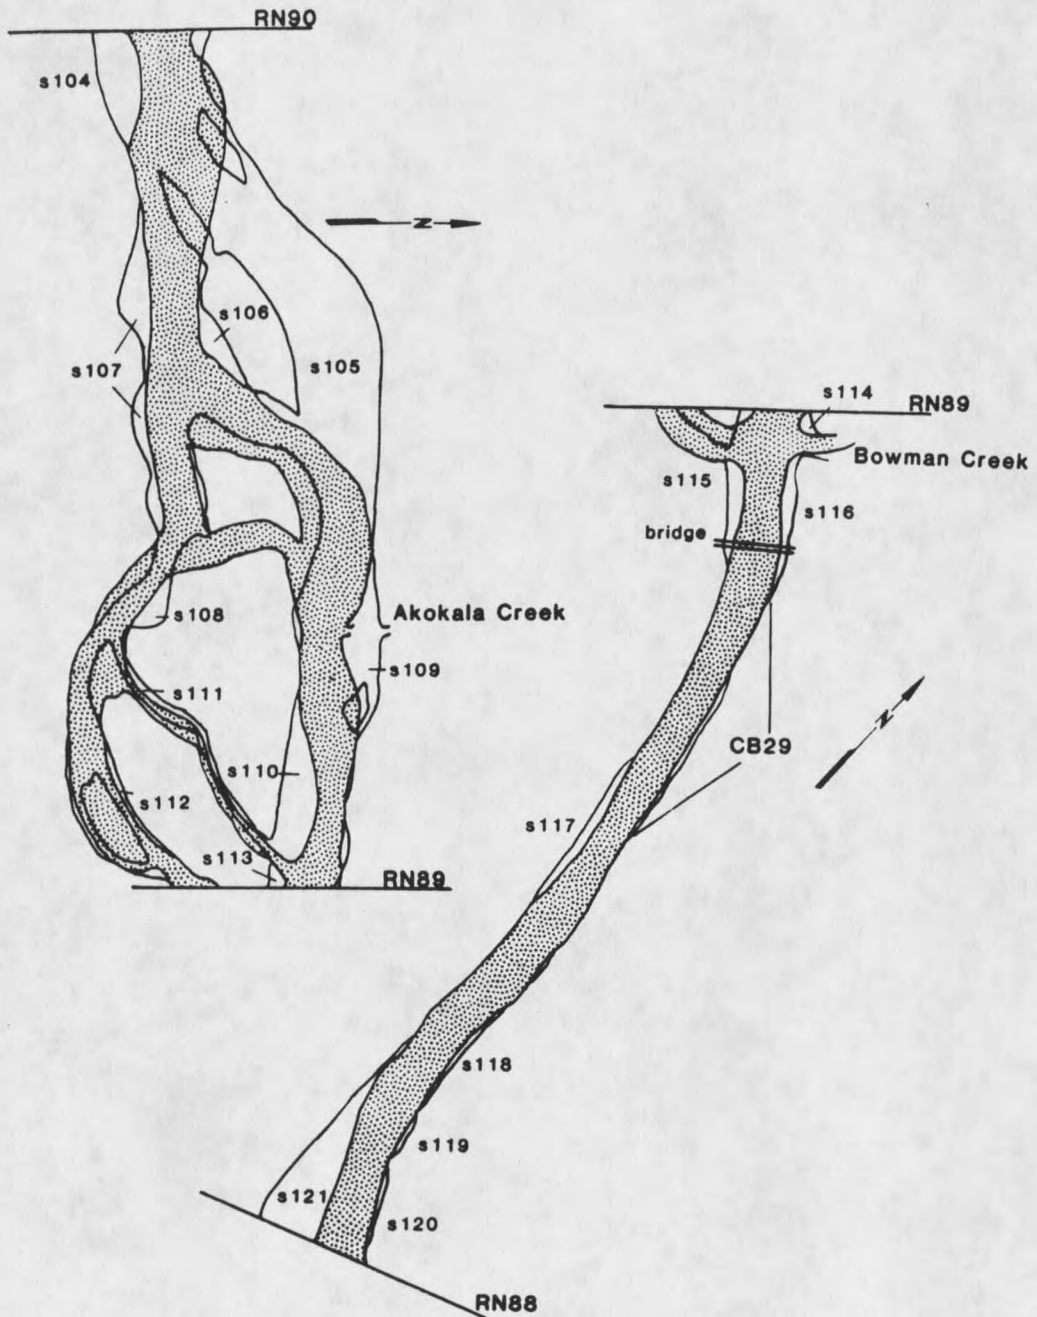 RN90
s104
N
s106
s105
s107
s108
Akokala Creek
s109
s111
s110
s112
s113
RN89
s114
RN89
Bowman Creek
s115
s116
bridge
N
CB29
s117
s118
s119
s121
s120
RN88